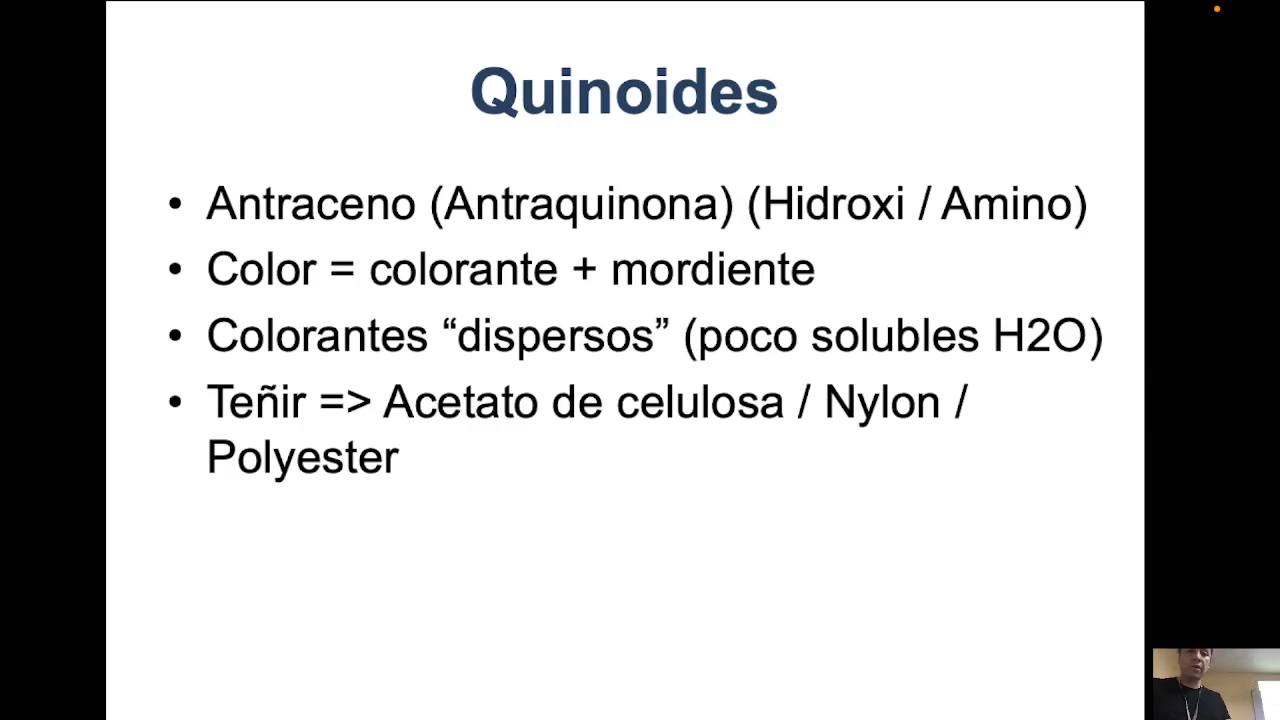 Quinoides
• Antraceno (Antraquinona) (Hidroxi / Amino)
• Color = colorante + mordiente
• Colorantes “dispersos” (poco solubles H2O)
• Teñir => Acetato de celulosa / Nylon /
Polyester